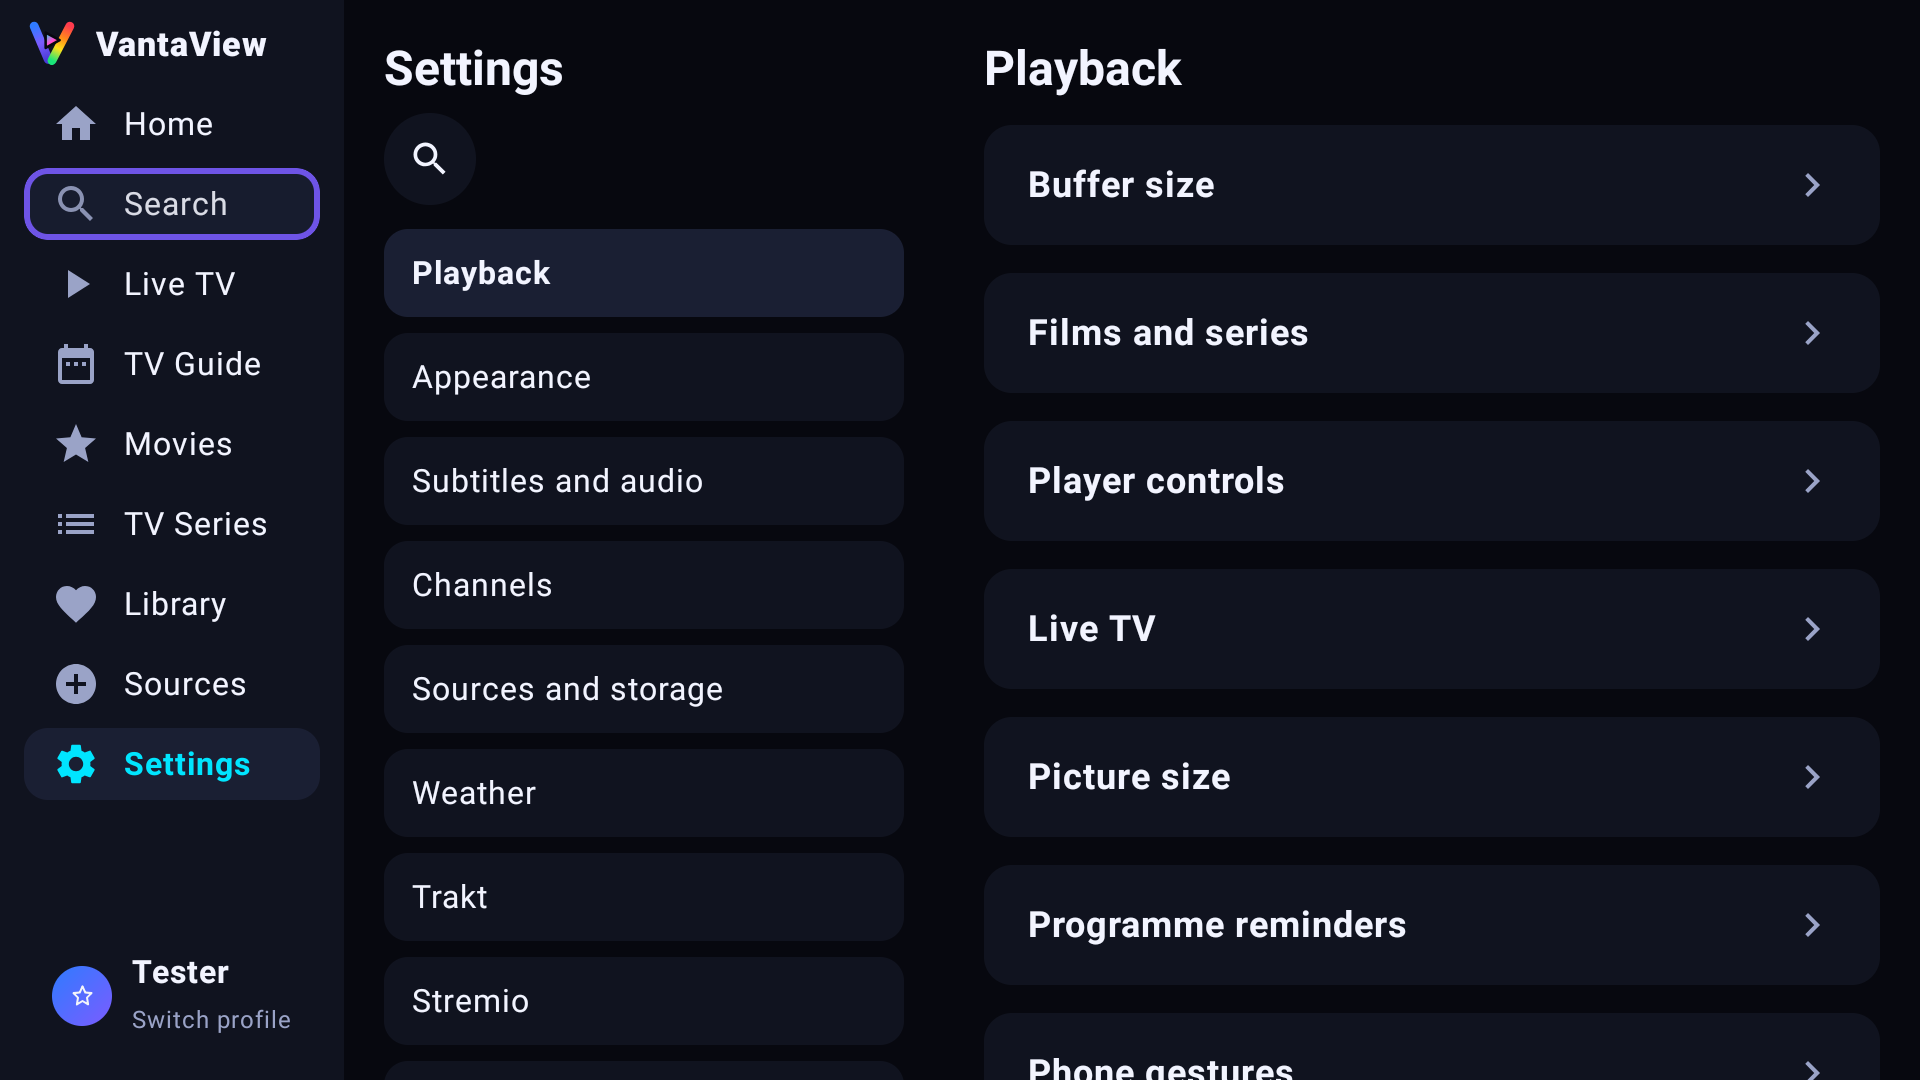 VantaView
Home
Search
Live TV
TV Guide
Movies
TV Series
Library
Sources
Settings
Tester
Switch profile
Settings
Playback
Appearance
Subtitles and audio
Channels
Sources and storage
Weather
Trakt
Stremio
Playback
Buffer size
Films and series
Player controls
Live TV
Picture size
Programme reminders
Phone gestures